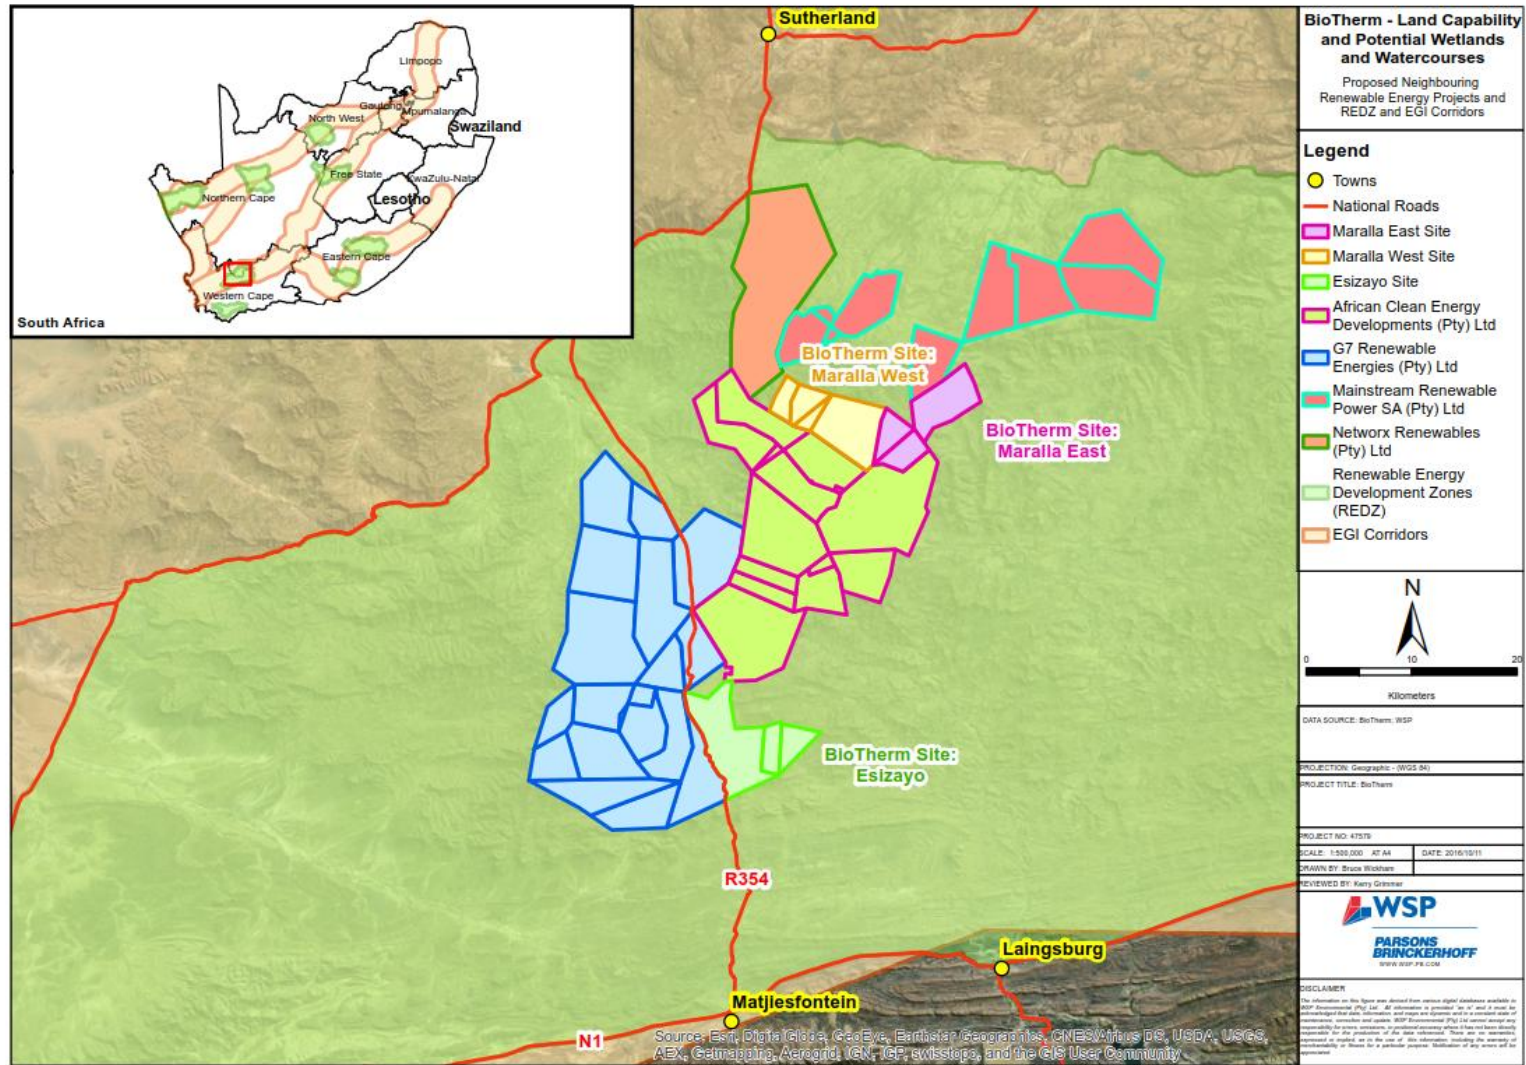 Sutherland
Limpopo
Gauteng
Mpumalanga
North West
Swaziland
Free State
KwaZulu-Natal
Northern Cape
Lesotho
Eastern Cape
Western Cape
South Africa
BioTherm Site:
Maralla West
BioTherm Site:
Maralla East
BioTherm Site:
Esizayo
R354
Laingsburg
Matjiesfontein
N1
Source: Esri, DigitalGlobe, GeoEye, Earthstar Geographics, CNES/Airbus DS, USDA, USGS,
AEX, Getmapping, Aerogrid, IGN, IGP, swisstopo, and the GIS User Community
BioTherm - Land Capability
and Potential Wetlands
and Watercourses
Proposed Neighbouring
Renewable Energy Projects and
REDZ and EGI Corridors
Legend
Towns
National Roads
Maralla East Site
Maralla West Site
Esizayo Site
African Clean Energy
Developments (Pty) Ltd
G7 Renewable
Energies (Pty) Ltd
Mainstream Renewable
Power SA (Pty) Ltd
Networx Renewables
(Pty) Ltd
Renewable Energy
Development Zones
(REDZ)
EGI Corridors
N
0 10 20
Kilometers
DATA SOURCE: BioTherm; WSP
PROJECTION: Geographic - (WGS 84)
PROJECT TITLE: BioTherm
PROJECT NO: 47579
SCALE: 1:500,000 AT A4 DATE: 2016/10/11
DRAWN BY: Bruce Wickham
REVIEWED BY: Kerry Grimmer
WSP
PARSONS
BRINCKERHOFF
WWW.WSP-PB.COM
DISCLAIMER